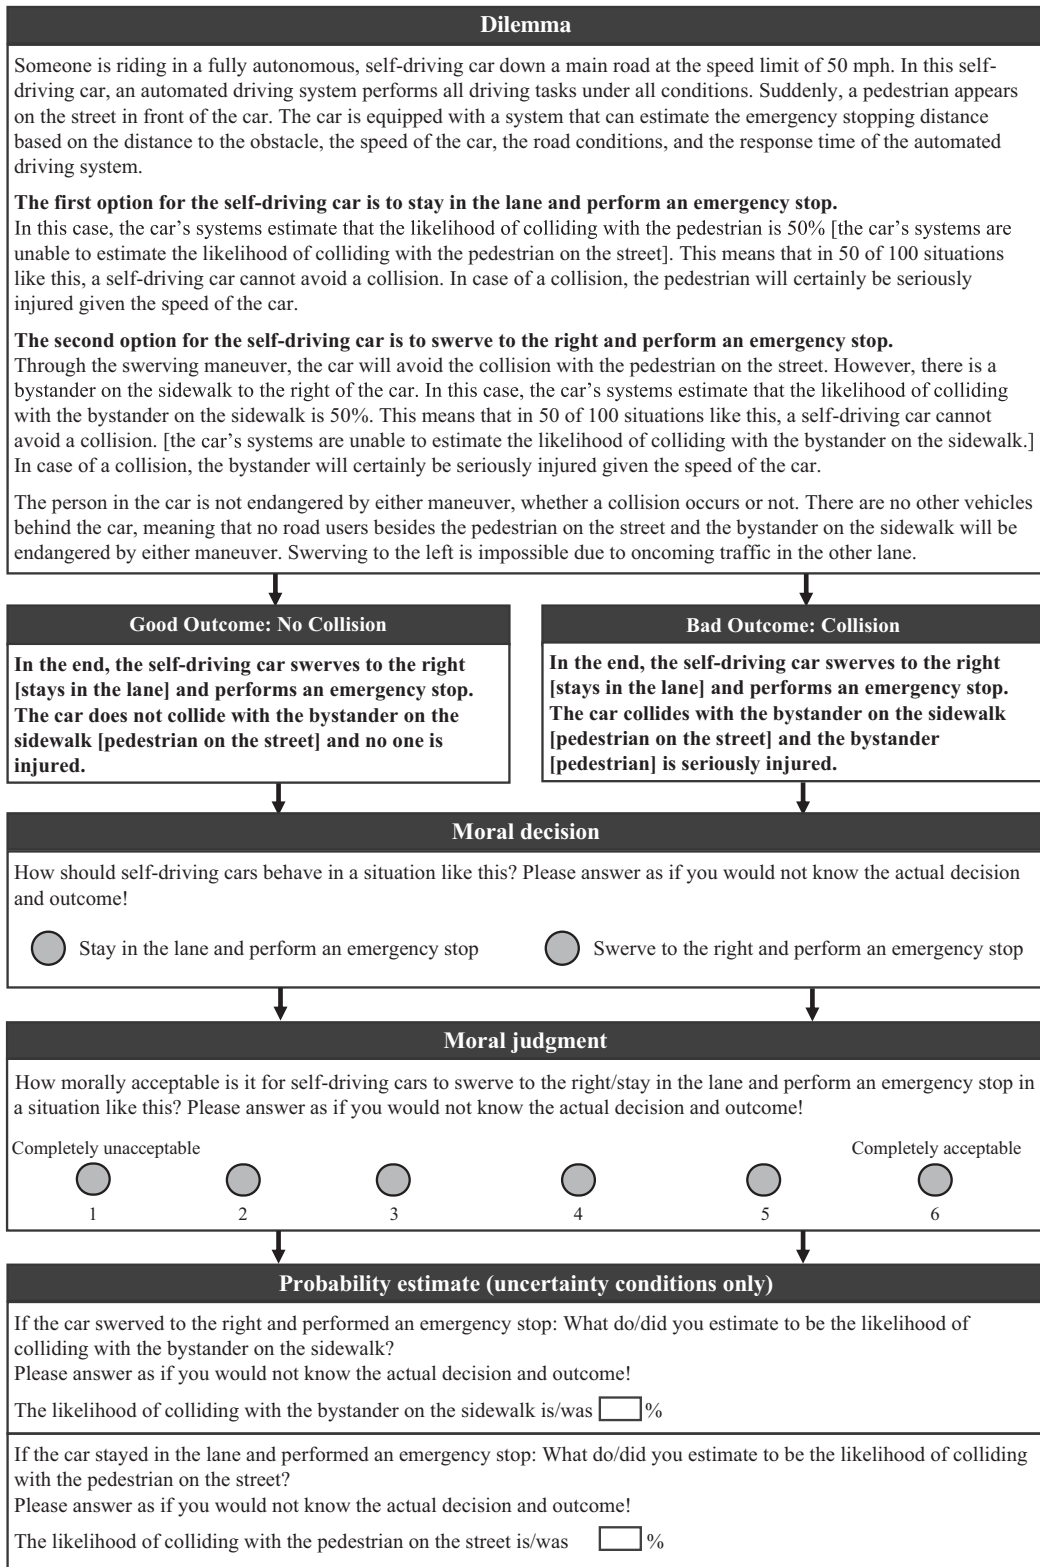 Dilemma
Someone is riding in a fully autonomous, self-driving car down a main road at the speed limit of 50 mph. In this self-
driving car, an automated driving system performs all driving tasks under all conditions. Suddenly, a pedestrian appears
on the street in front of the car. The car is equipped with a system that can estimate the emergency stopping distance
based on the distance to the obstacle, the speed of the car, the road conditions, and the response time of the automated
driving system.
The first option for the self-driving car is to stay in the lane and perform an emergency stop.
In this case, the car’s systems estimate that the likelihood of colliding with the pedestrian is 50% [the car’s systems are
unable to estimate the likelihood of colliding with the pedestrian on the street]. This means that in 50 of 100 situations
like this, a self-driving car cannot avoid a collision. In case of a collision, the pedestrian will certainly be seriously
injured given the speed of the car.
The second option for the self-driving car is to swerve to the right and perform an emergency stop.
Through the swerving maneuver, the car will avoid the collision with the pedestrian on the street. However, there is a
bystander on the sidewalk to the right of the car. In this case, the car’s systems estimate that the likelihood of colliding
with the bystander on the sidewalk is 50%. This means that in 50 of 100 situations like this, a self-driving car cannot
avoid a collision. [the car’s systems are unable to estimate the likelihood of colliding with the bystander on the sidewalk.]
In case of a collision, the bystander will certainly be seriously injured given the speed of the car.
The person in the car is not endangered by either maneuver, whether a collision occurs or not. There are no other vehicles
behind the car, meaning that no road users besides the pedestrian on the street and the bystander on the sidewalk will be
endangered by either maneuver. Swerving to the left is impossible due to oncoming traffic in the other lane.
Good Outcome: No Collision
In the end, the self-driving car swerves to the right
[stays in the lane] and performs an emergency stop.
The car does not collide with the bystander on the
sidewalk [pedestrian on the street] and no one is
injured.
Bad Outcome: Collision
In the end, the self-driving car swerves to the right
[stays in the lane] and performs an emergency stop.
The car collides with the bystander on the sidewalk
[pedestrian on the street] and the bystander
[pedestrian] is seriously injured.
Moral decision
How should self-driving cars behave in a situation like this? Please answer as if you would not know the actual decision
and outcome!
Stay in the lane and perform an emergency stop
Swerve to the right and perform an emergency stop
Moral judgment
How morally acceptable is it for self-driving cars to swerve to the right/stay in the lane and perform an emergency stop in
a situation like this? Please answer as if you would not know the actual decision and outcome!
Completely unacceptable
Completely acceptable
1 2 3 4 5 6
Probability estimate (uncertainty conditions only)
If the car swerved to the right and performed an emergency stop: What do/did you estimate to be the likelihood of
colliding with the bystander on the sidewalk?
Please answer as if you would not know the actual decision and outcome!
The likelihood of colliding with the bystander on the sidewalk is/was %
If the car stayed in the lane and performed an emergency stop: What do/did you estimate to be the likelihood of colliding
with the pedestrian on the street?
Please answer as if you would not know the actual decision and outcome!
The likelihood of colliding with the pedestrian on the street is/was %